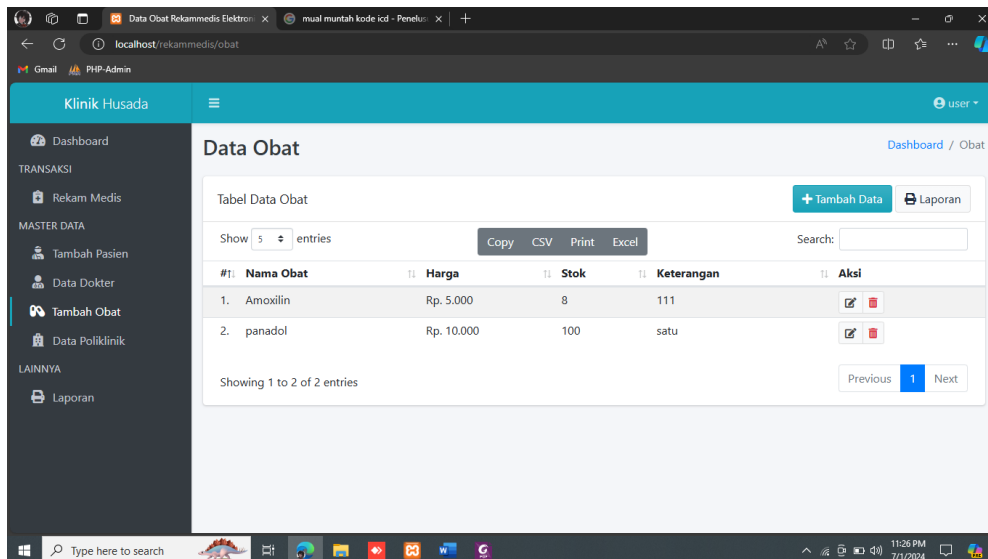 Data Obat Rekammedis Elektron
mual muntah kode icd - Penelus
localhost/rekammedis/obat
Gmail PHP-Admin
Klinik Husada
user
Dashboard
TRANSAKSI
Rekam Medis
MASTER DATA
Tambah Pasien
Data Dokter
Tambah Obat
Data Poliklinik
LAINNYA
Laporan
Data Obat
Dashboard / Obat
Tabel Data Obat
+ Tambah Data
Laporan
Show 5 entries
Copy CSV Print Excel
Search:
# Nama Obat Harga Stok Keterangan Aksi
1. Amoxilin Rp. 5.000 8 111
2. panadol Rp. 10.000 100 satu
Showing 1 to 2 of 2 entries
Previous 1 Next
Type here to search
11:26 PM
7/1/2024